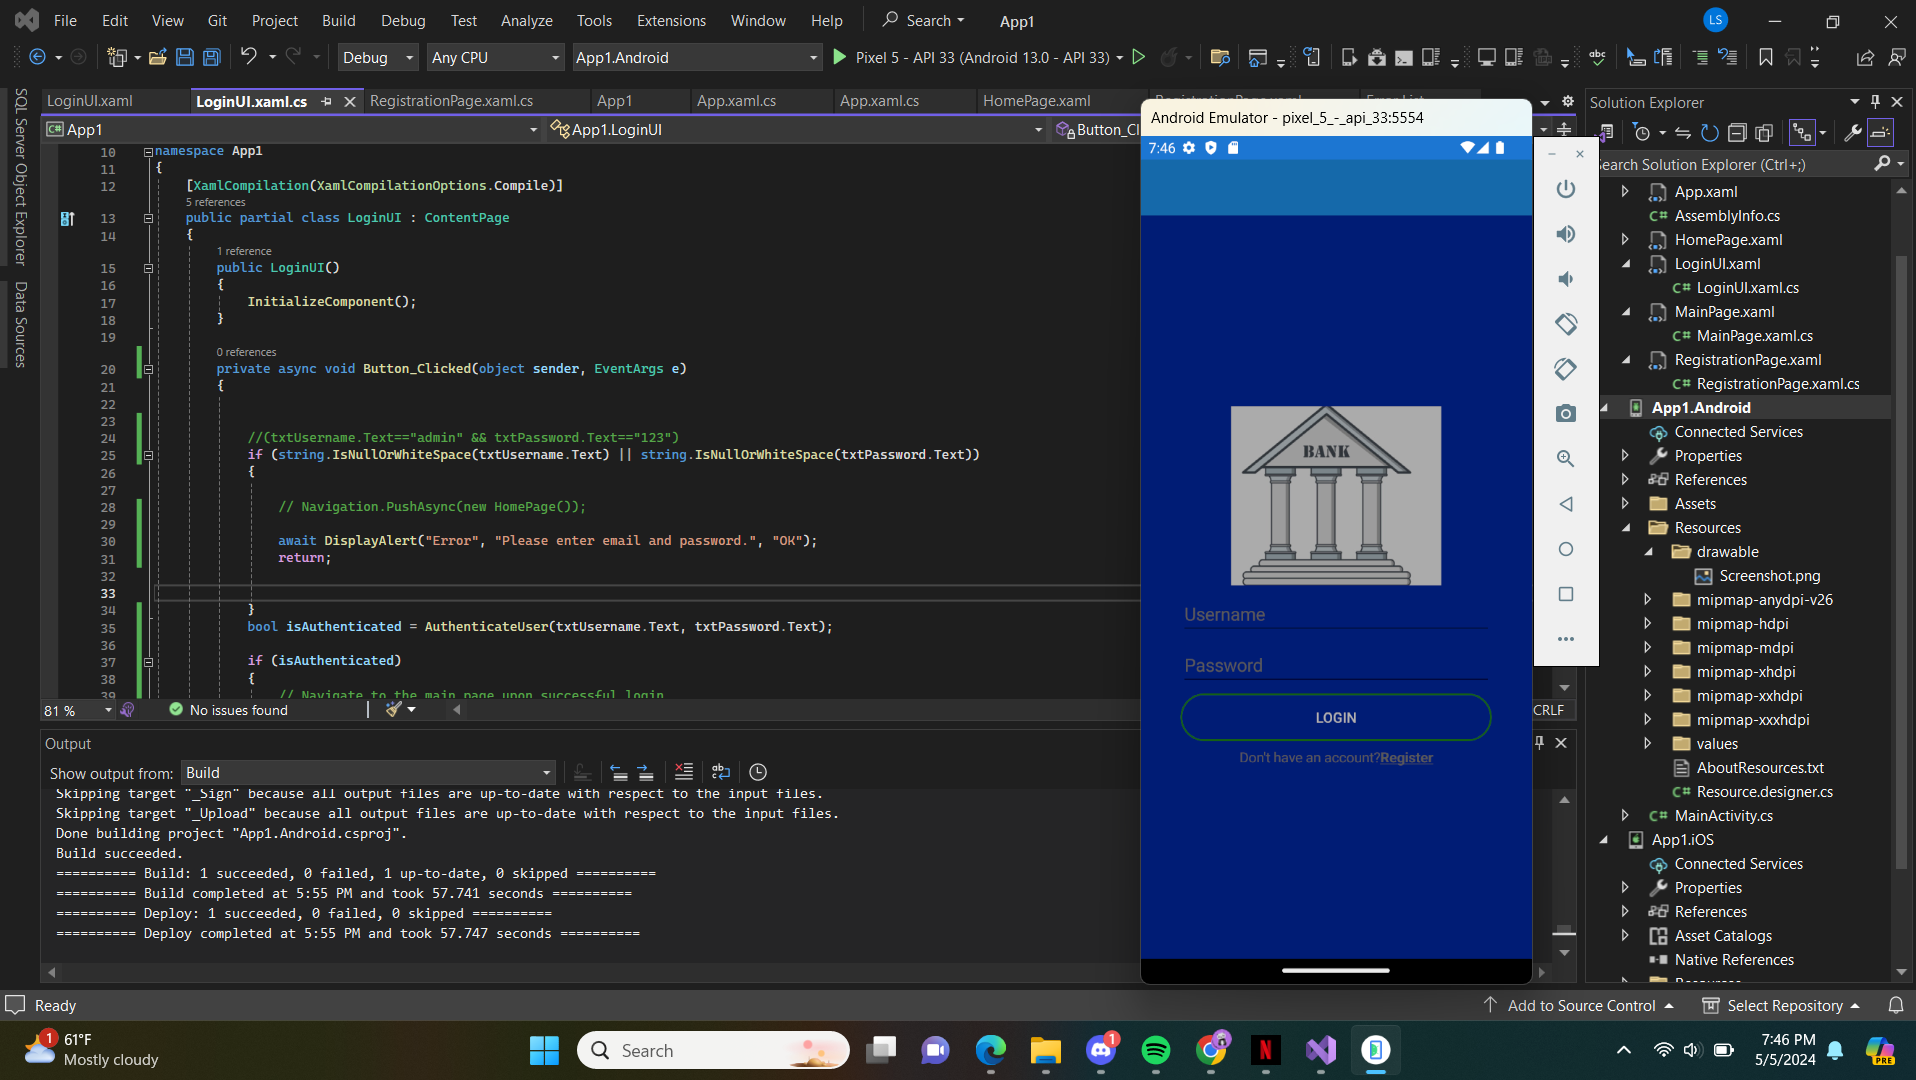 File Edit View Git Project Build Debug Test Analyze Tools Extensions Window Help Search App1 LS
Debug Any CPU App1.Android Pixel 5 - API 33 (Android 13.0 - API 33)
SQL Server Object Explorer
Data Sources
LoginUI.xaml LoginUI.xaml.cs RegistrationPage.xaml.cs App1 App.xaml.cs App.xaml.cs HomePage.xaml
App1 App1.LoginUI Button_Cl
10 namespace App1
11 {
12 [XamlCompilation(XamlCompilationOptions.Compile)]
5 references
13 public partial class LoginUI : ContentPage
14 {
1 reference
15 public LoginUI()
16 {
17 InitializeComponent();
18 }
19
0 references
20 private async void Button_Clicked(object sender, EventArgs e)
21 {
22
23
24 //(txtUsername.Text=="admin" && txtPassword.Text=="123")
25 if (string.IsNullOrWhiteSpace(txtUsername.Text) || string.IsNullOrWhiteSpace(txtPassword.Text))
26 {
27
28 // Navigation.PushAsync(new HomePage());
29
30 await DisplayAlert("Error", "Please enter email and password.", "OK");
31 return;
32
33
34 }
35 bool isAuthenticated = AuthenticateUser(txtUsername.Text, txtPassword.Text);
36
37 if (isAuthenticated)
38 {
39 // Navigate to the main page upon successful login
81 % No issues found CRLF
Output
Show output from: Build
Skipping target "_Sign" because all output files are up-to-date with respect to the input files.
Skipping target "_Upload" because all output files are up-to-date with respect to the input files.
Done building project "App1.Android.csproj".
Build succeeded.
========== Build: 1 succeeded, 0 failed, 1 up-to-date, 0 skipped ==========
========== Build completed at 5:55 PM and took 57.741 seconds ==========
========== Deploy: 1 succeeded, 0 failed, 0 skipped ==========
========== Deploy completed at 5:55 PM and took 57.747 seconds ==========
Android Emulator - pixel_5_-_api_33:5554
7:46
BANK
Username
Password
LOGIN
Don't have an account?Register
Solution Explorer
Search Solution Explorer (Ctrl+;)
App.xaml
C# AssemblyInfo.cs
HomePage.xaml
LoginUI.xaml
C# LoginUI.xaml.cs
MainPage.xaml
C# MainPage.xaml.cs
RegistrationPage.xaml
C# RegistrationPage.xaml.cs
App1.Android
Connected Services
Properties
References
Assets
Resources
drawable
Screenshot.png
mipmap-anydpi-v26
mipmap-hdpi
mipmap-mdpi
mipmap-xhdpi
mipmap-xxhdpi
mipmap-xxxhdpi
values
AboutResources.txt
C# Resource.designer.cs
C# MainActivity.cs
App1.iOS
Connected Services
Properties
References
Asset Catalogs
Native References
Ready Add to Source Control Select Repository
1 61°F
Mostly cloudy
Search
1
7:46 PM
5/5/2024
PRE